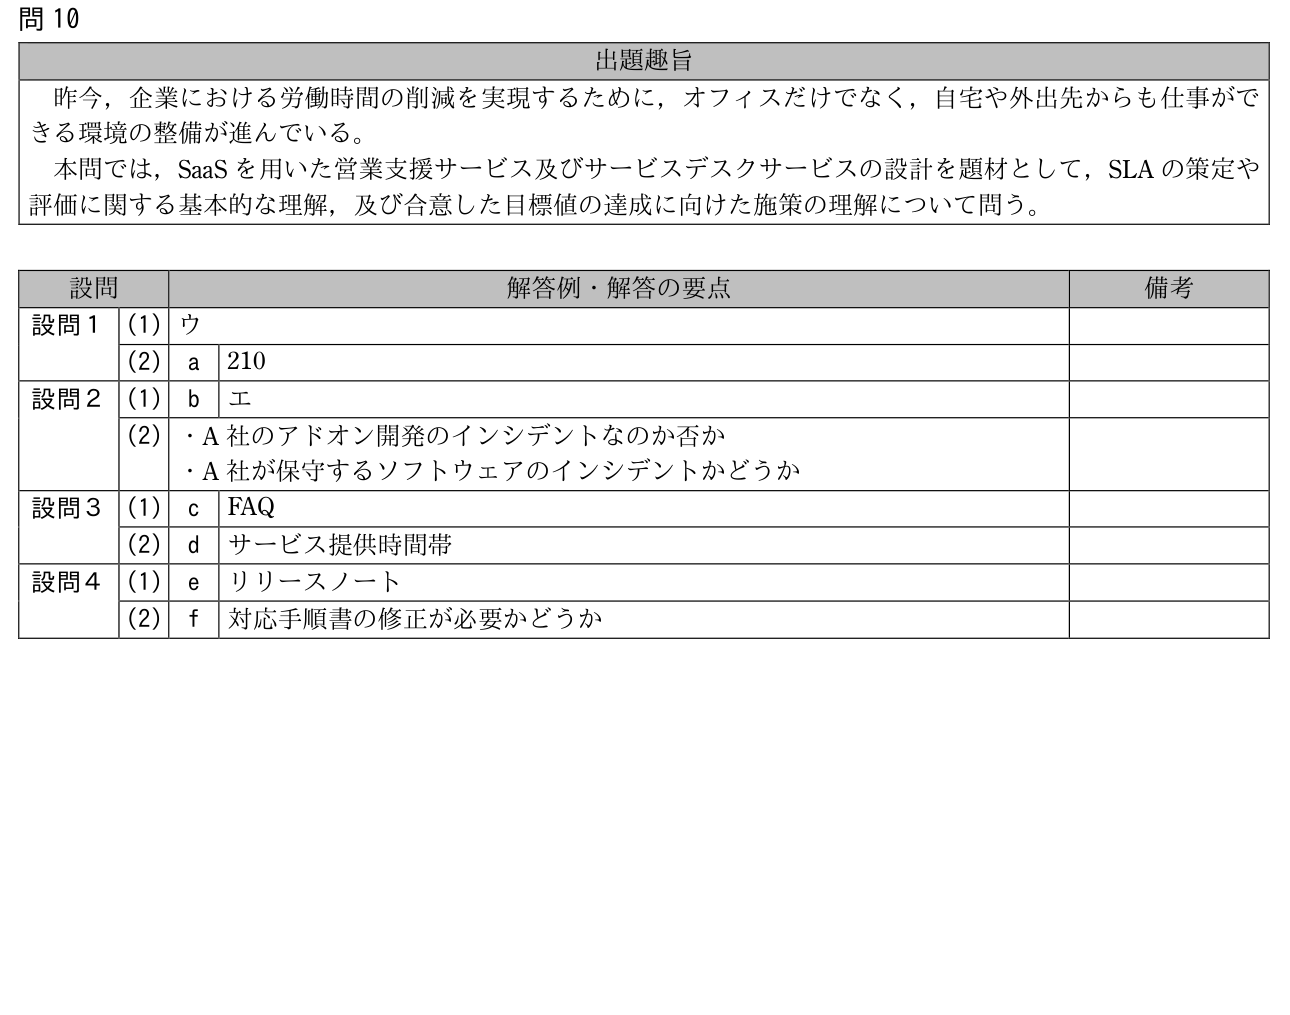 問 10
出題趣旨
昨今，企業における労働時間の削減を実現するために，オフィスだけでなく，自宅や外出先からも仕事がで
きる環境の整備が進んでいる。
本問では，SaaS を用いた営業支援サービス及びサービスデスクサービスの設計を題材として，SLA の策定や
評価に関する基本的な理解，及び合意した目標値の達成に向けた施策の理解について問う。
設問 解答例・解答の要点 備考
設問１ (1) ウ
(2) a 210
設問２ (1) b エ
(2) ・A 社のアドオン開発のインシデントなのか否か
・A 社が保守するソフトウェアのインシデントかどうか
設問３ (1) c FAQ
(2) d サービス提供時間帯
設問４ (1) e リリースノート
(2) f 対応手順書の修正が必要かどうか